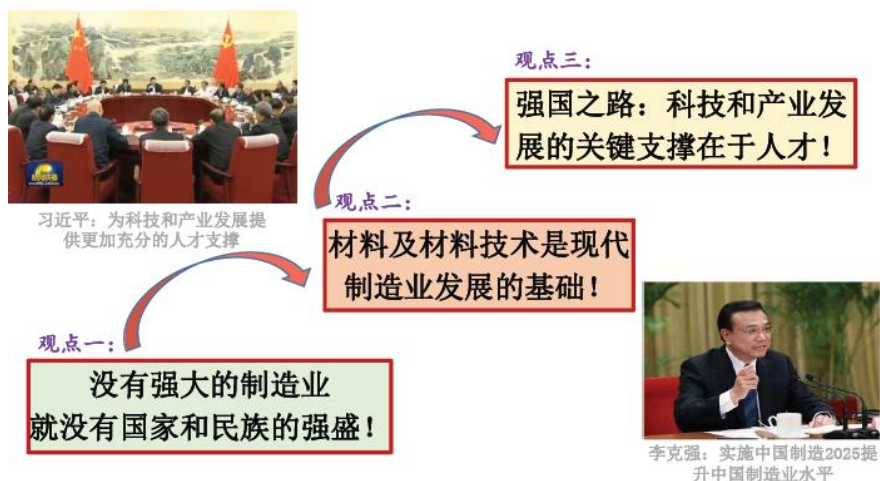 观点三：
强国之路：科技和产业发
展的关键支撑在于人才！
习近平：为科技和产业发展提
供更加充分的人才支撑
观点二：
材料及材料技术是现代
制造业发展的基础！
观点一：
没有强大的制造业
就没有国家和民族的强盛！
李克强：实施中国制造2025提
升中国制造业水平